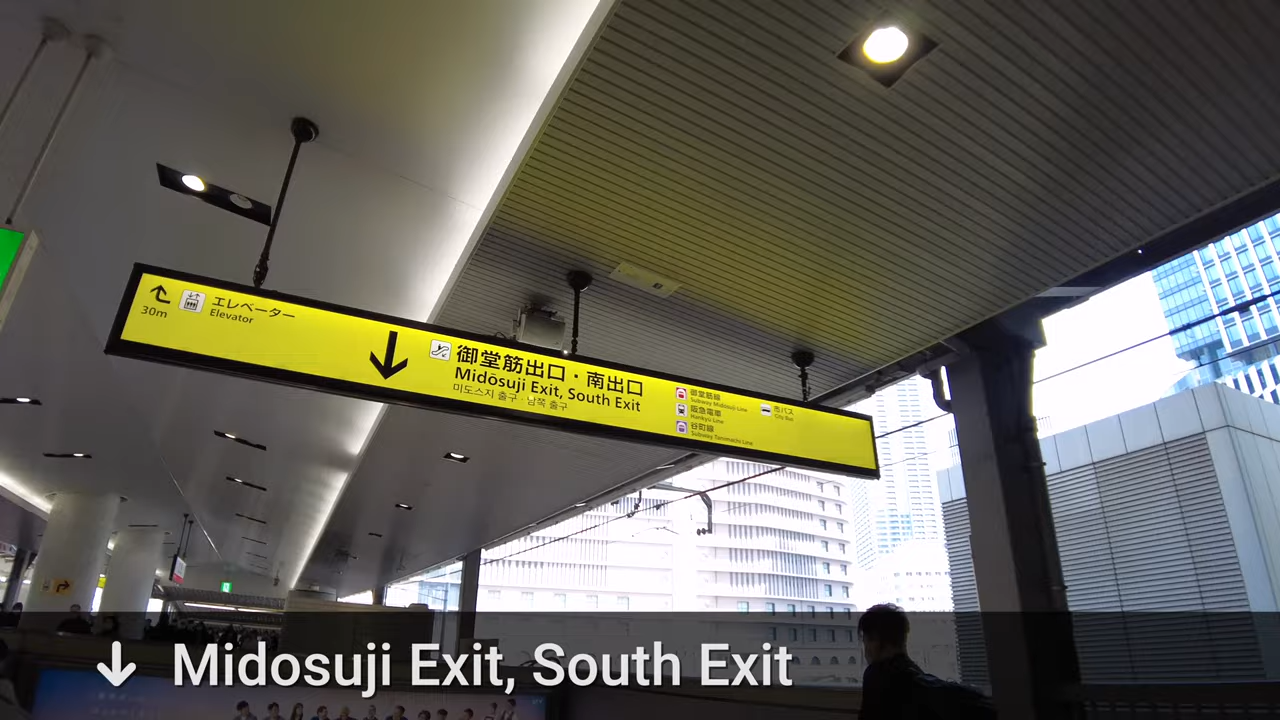 30m
エレベーター
Elevator
御堂筋出口・南出口
Midōsuji Exit, South Exit
미도스지 출구·남쪽 출구
御堂筋線
Subway Midosuji Line
阪急電車
Hankyu Line
谷町線
Subway Tanimachi Line
市バス
City Bus
↓ Midosuji Exit, South Exit